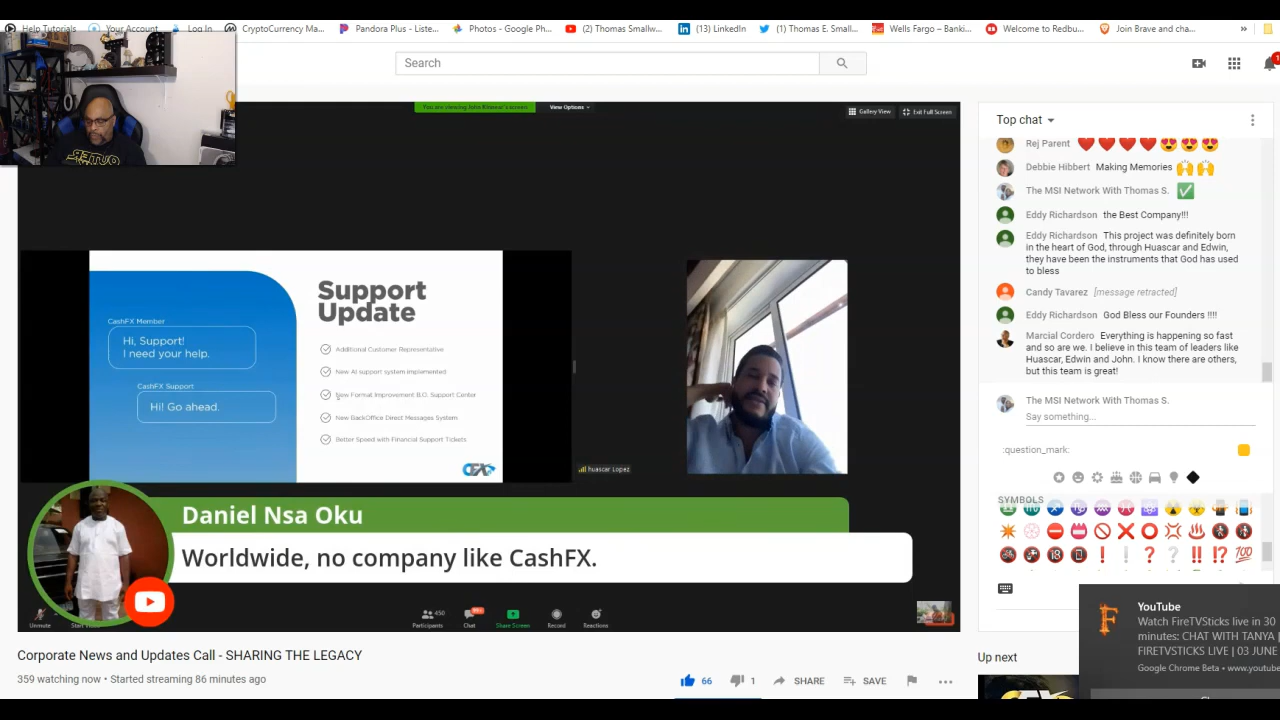 Help Tutorials
Your Account
Log In
CryptoCurrency Ma...
Pandora Plus - Liste...
Photos - Google Ph...
(2) Thomas Smallw...
(13) LinkedIn
(1) Thomas E. Small...
Wells Fargo – Banki...
Welcome to Redbu...
Join Brave and cha...
»
Search
1
You are viewing
screen
View Options
Gallery View
Exit Full Screen
CashFX Member
Hi, Support!
I need your help.
CashFX Support
Hi! Go ahead.
Support
Update
Additional Customer Representative
New AI support system implemented
New Format Improvement B.O. Support Center
New BackOffice Direct Messages System
Better Speed with Financial Support Tickets
CFX
huascar Lopez
Daniel Nsa Oku
Worldwide, no company like CashFX.
Unmute
Start Video
450
Participants
Chat
Share Screen
Record
Reactions
Corporate News and Updates Call - SHARING THE LEGACY
359 watching now • Started streaming 86 minutes ago
66
1
SHARE
SAVE
Top chat
Rej Parent
Debbie Hibbert Making Memories
The MSI Network With Thomas S.
Eddy Richardson the Best Company!!!
Eddy Richardson This project was definitely born
in the heart of God, through Huascar and Edwin,
they have been the instruments that God has used
to bless
Candy Tavarez [message retracted]
Eddy Richardson God Bless our Founders !!!!
Marcial Cordero Everything is happening so fast
and so are we. I believe in this team of leaders like
Huascar, Edwin and John. I know there are others,
but this team is great!
The MSI Network With Thomas S.
Say something...
:question_mark:
SYMBOLS
Up next
YouTube
Watch FireTVSticks live in 30
minutes: CHAT WITH TANYA |
FIRETVSTICKS LIVE | 03 JUNE
Google Chrome Beta • www.youtube